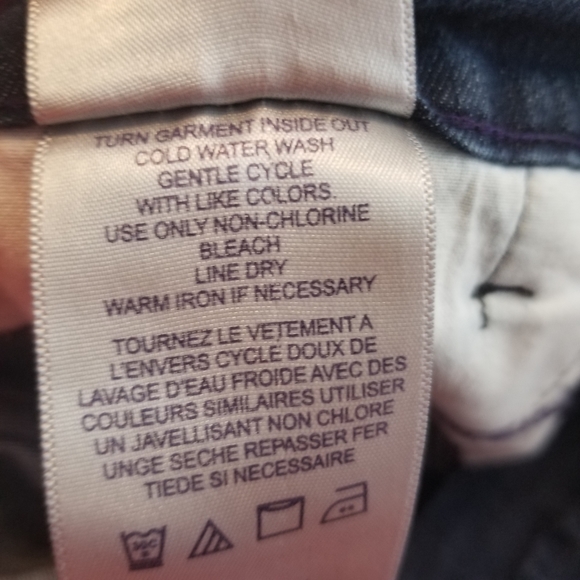 TURN GARMENT INSIDE OUT
COLD WATER WASH
GENTLE CYCLE
WITH LIKE COLORS
USE ONLY NON-CHLORINE
BLEACH
LINE DRY
WARM IRON IF NECESSARY
TOURNEZ LE VETEMENT A
L'ENVERS CYCLE DOUX DE
LAVAGE D'EAU FROIDE AVEC DES
COULEURS SIMILAIRES UTILISER
UN JAVELLISANT NON CHLORE
UNGE SECHE REPASSER FER
TIEDE SI NECESSAIRE
30C